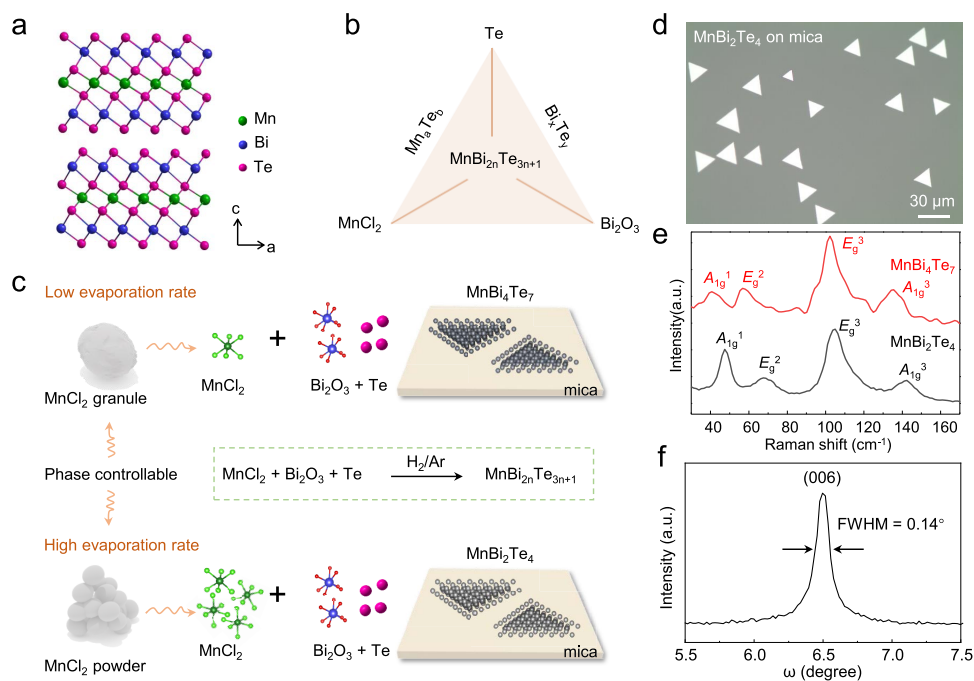 a
Mn
Bi
Te
c
a
b
Te
MnₐTe_b
BiₓTe_y
MnBi₂ₙTe₃ₙ₊₁
MnCl₂
Bi₂O₃
c
Low evaporation rate
MnCl₂ granule
MnCl₂
+
Bi₂O₃ + Te
MnBi₄Te₇
mica
Phase controllable
MnCl₂ + Bi₂O₃ + Te
H₂/Ar
MnBi₂ₙTe₃ₙ₊₁
High evaporation rate
MnCl₂ powder
MnCl₂
+
Bi₂O₃ + Te
MnBi₂Te₄
mica
d
MnBi₂Te₄ on mica
30 μm
e
Intensity(a.u.)
A₁g¹
Eg²
Eg³
MnBi₄Te₇
A₁g³
A₁g¹
Eg²
Eg³
MnBi₂Te₄
A₁g³
40 60 80 100 120 140 160
Raman shift (cm⁻¹)
f
Intensity (a.u.)
(006)
FWHM = 0.14°
5.5 6.0 6.5 7.0 7.5
ω (degree)